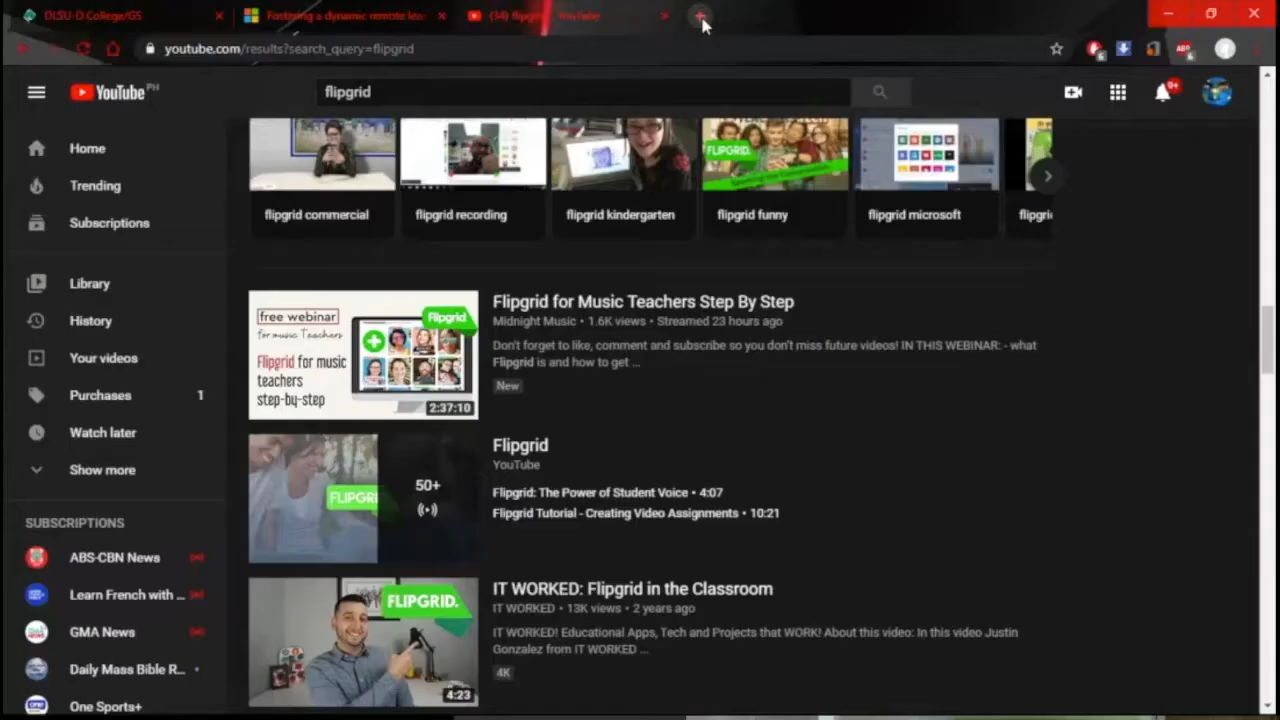 DLSU-D College/GS
Fostering a dynamic remote lea
(34) flipgrid - YouTube
youtube.com/results?search_query=flipgrid
6
ABP
6
YouTube PH
flipgrid
9+
Home
Trending
Subscriptions
Library
History
Your videos
Purchases 1
Watch later
Show more
SUBSCRIPTIONS
ABS-CBN News
Learn French with ...
GMA News
Daily Mass Bible R...
One Sports+
FLIPGRID.
flipgrid commercial
flipgrid recording
flipgrid kindergarten
flipgrid funny
flipgrid microsoft
flipgri
free webinar
for music Teachers
Flipgrid for music
teachers
step-by-step
Flipgrid
2:37:10
Flipgrid for Music Teachers Step By Step
Midnight Music • 1.6K views • Streamed 23 hours ago
Don't forget to like, comment and subscribe so you don't miss future videos! IN THIS WEBINAR: - what
Flipgrid is and how to get ...
New
FLIPGRI
50+
Flipgrid
YouTube
Flipgrid: The Power of Student Voice • 4:07
Flipgrid Tutorial - Creating Video Assignments • 10:21
FLIPGRID.
4:23
IT WORKED: Flipgrid in the Classroom
IT WORKED • 13K views • 2 years ago
IT WORKED! Educational Apps, Tech and Projects that WORK! About this video: In this video Justin
Gonzalez from IT WORKED ...
4K